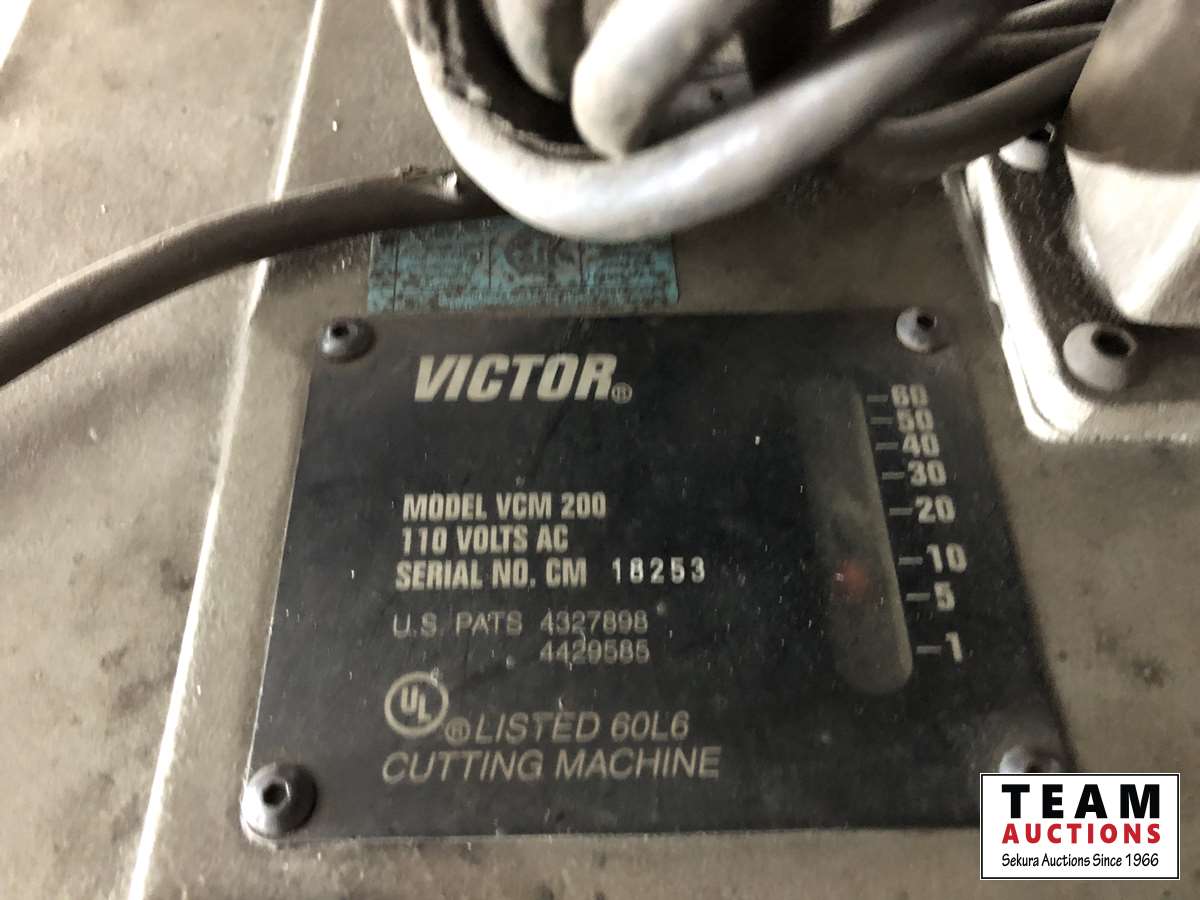 VICTOR®
60
50
40
30
20
10
5
1
MODEL VCM 200
110 VOLTS AC
SERIAL NO. CM 18253
U.S. PATS 4327898
4429585
UL ® LISTED 60L6
CUTTING MACHINE
TEAM
AUCTIONS
Sekura Auctions Since 1966